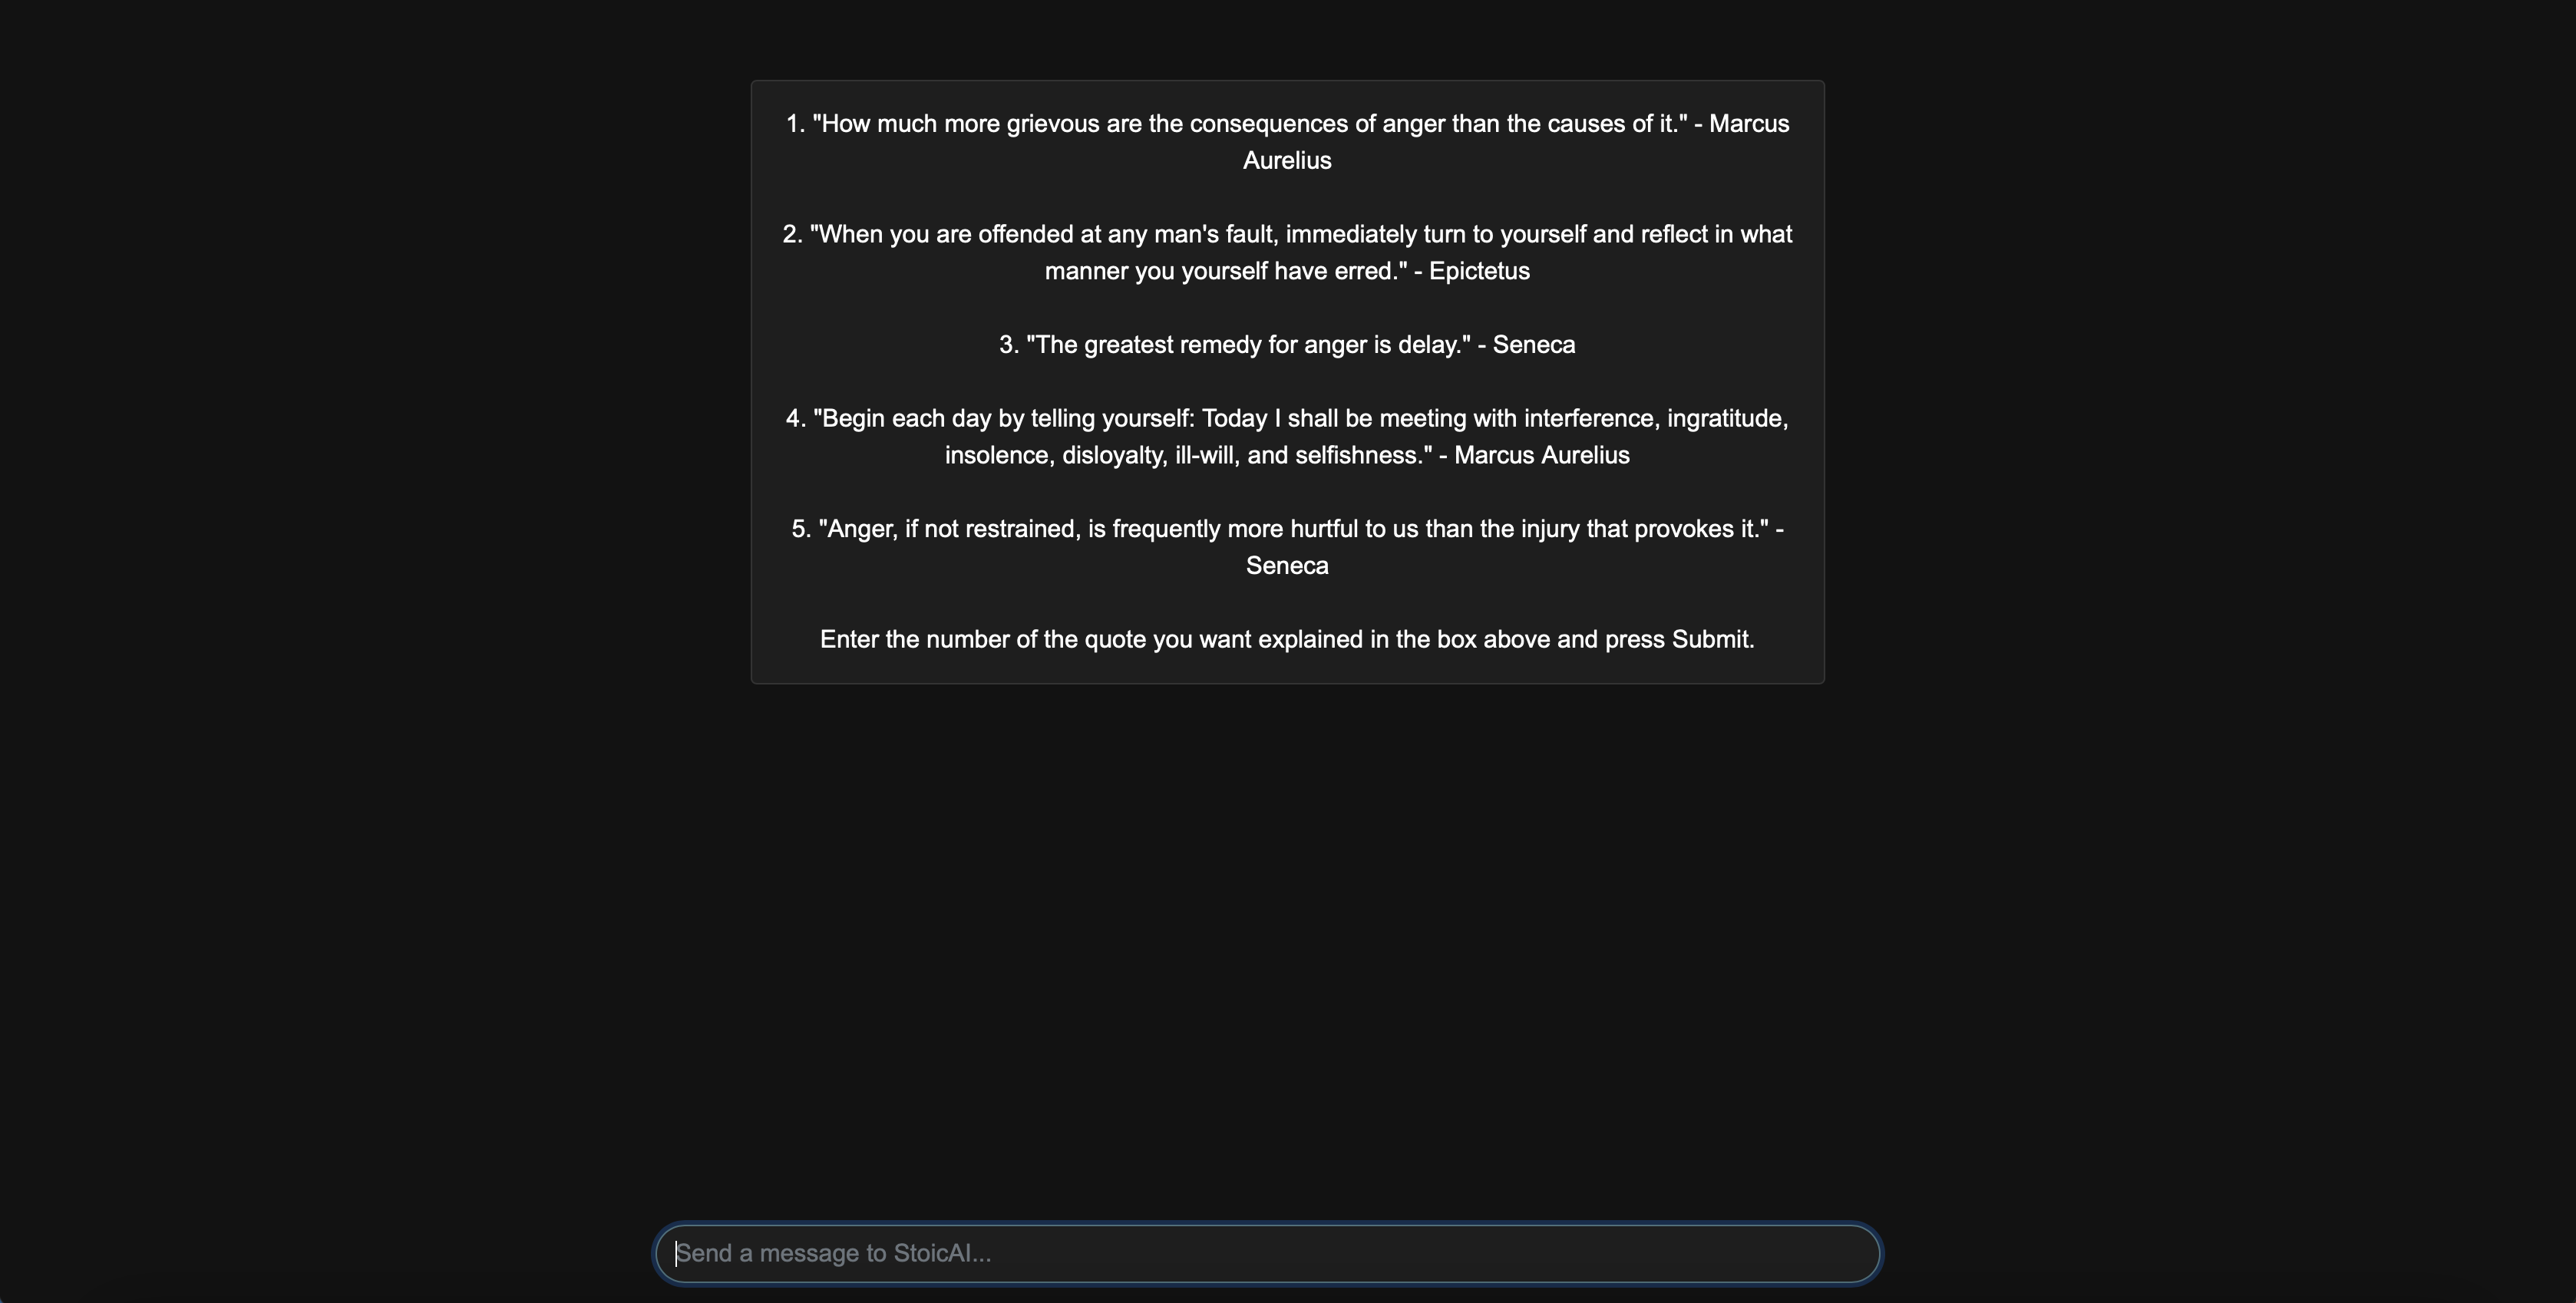 1. "How much more grievous are the consequences of anger than the causes of it." - Marcus
Aurelius
2. "When you are offended at any man's fault, immediately turn to yourself and reflect in what
manner you yourself have erred." - Epictetus
3. "The greatest remedy for anger is delay." - Seneca
4. "Begin each day by telling yourself: Today I shall be meeting with interference, ingratitude,
insolence, disloyalty, ill-will, and selfishness." - Marcus Aurelius
5. "Anger, if not restrained, is frequently more hurtful to us than the injury that provokes it." -
Seneca
Enter the number of the quote you want explained in the box above and press Submit.
Send a message to StoicAI...